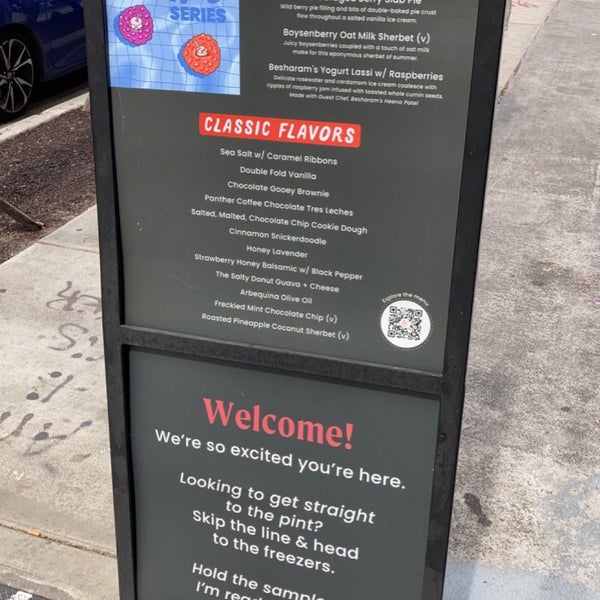 SERIES
Slab Pie
Wild berry pie filling and bits of double-baked pie crust
flow throughout a salted vanilla ice cream.
Boysenberry Oat Milk Sherbet (v)
Juicy boysenberries coupled with a touch of oat milk
make for this eponymous sherbet of summer.
Besharam's Yogurt Lassi w/ Raspberries
Delicate rosewater and cardamom ice cream coalesce with
ripples of raspberry jam infused with toasted whole cumin seeds.
Made with Guest Chef, Besharam's Heena Patel
CLASSIC FLAVORS
Sea Salt w/ Caramel Ribbons
Double Fold Vanilla
Chocolate Gooey Brownie
Panther Coffee Chocolate Tres Leches
Salted, Malted, Chocolate Chip Cookie Dough
Cinnamon Snickerdoodle
Honey Lavender
Strawberry Honey Balsamic w/ Black Pepper
The Salty Donut Guava + Cheese
Arbequina Olive Oil
Freckled Mint Chocolate Chip (v)
Roasted Pineapple Coconut Sherbet (v)
Explore the menu
Welcome!
We're so excited you're here.
Looking to get straight
to the pint?
Skip the line & head
to the freezers.
Hold the
I'm